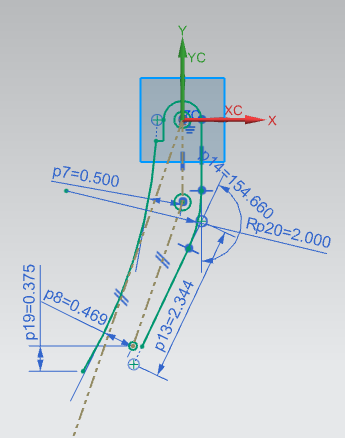 Y
YC
XC
X
p7=0.500
p14=154.660
Rp20=2.000
p19=0.375
p8=0.469
p13=2.344